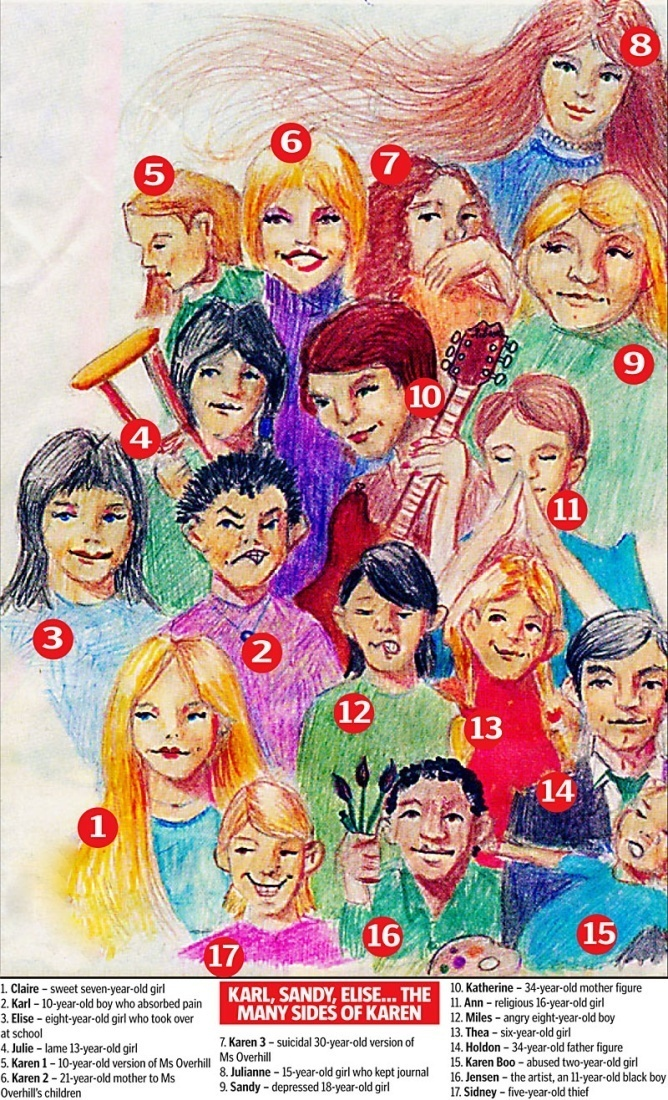 8
6
7
5
9
10
4
11
3
2
12
13
14
1
16
15
17
1. Claire – sweet seven-year-old girl
2. Karl – 10-year-old boy who absorbed pain
3. Elise – eight-year-old girl who took over
at school
4. Julie – lame 13-year-old girl
5. Karen 1 – 10-year-old version of Ms Overhill
6. Karen 2 – 21-year-old mother to Ms
Overhill's children
KARL, SANDY, ELISE... THE
MANY SIDES OF KAREN
7. Karen 3 – suicidal 30-year-old version of
Ms Overhill
8. Julianne – 15-year-old girl who kept journal
9. Sandy – depressed 18-year-old girl
10. Katherine – 34-year-old mother figure
11. Ann – religious 16-year-old girl
12. Miles – angry eight-year-old boy
13. Thea – six-year-old girl
14. Holdon – 34-year-old father figure
15. Karen Boo – abused two-year-old girl
16. Jensen – the artist, an 11-year-old black boy
17. Sidney – five-year-old thief